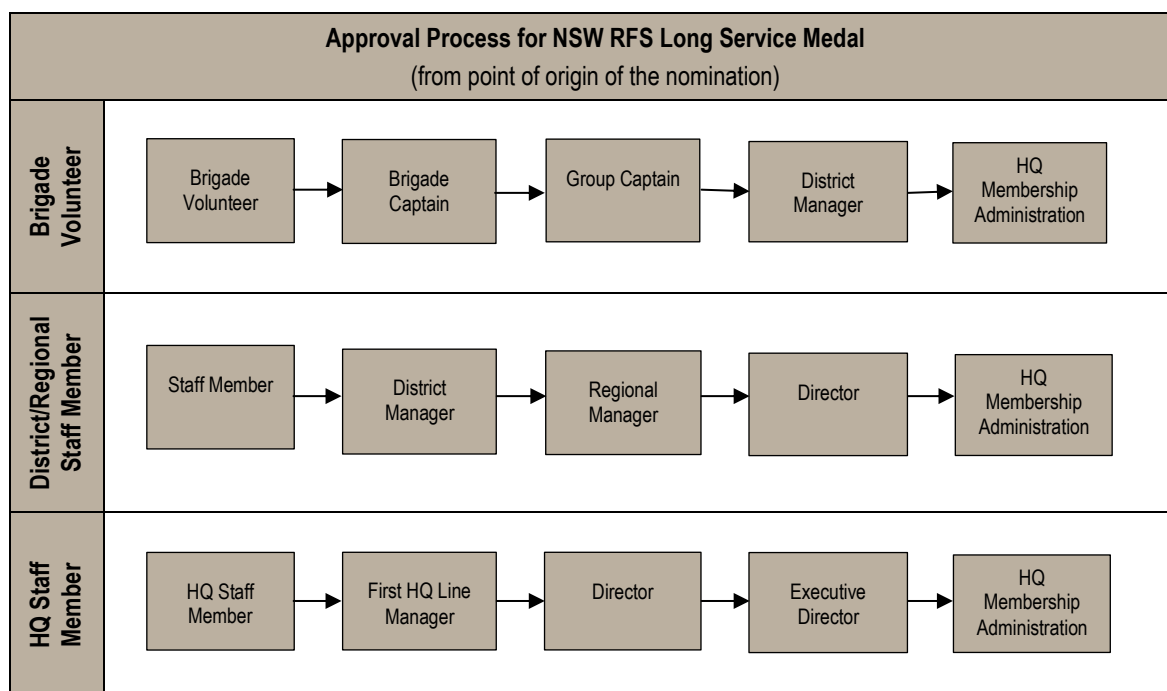 Approval Process for NSW RFS Long Service Medal
(from point of origin of the nomination)
Brigade
Volunteer
Brigade
Volunteer
Brigade
Captain
Group Captain
District
Manager
HQ
Membership
Administration
District/Regional
Staff Member
Staff Member
District
Manager
Regional
Manager
Director
HQ
Membership
Administration
HQ Staff
Member
HQ Staff
Member
First HQ Line
Manager
Director
Executive
Director
HQ
Membership
Administration